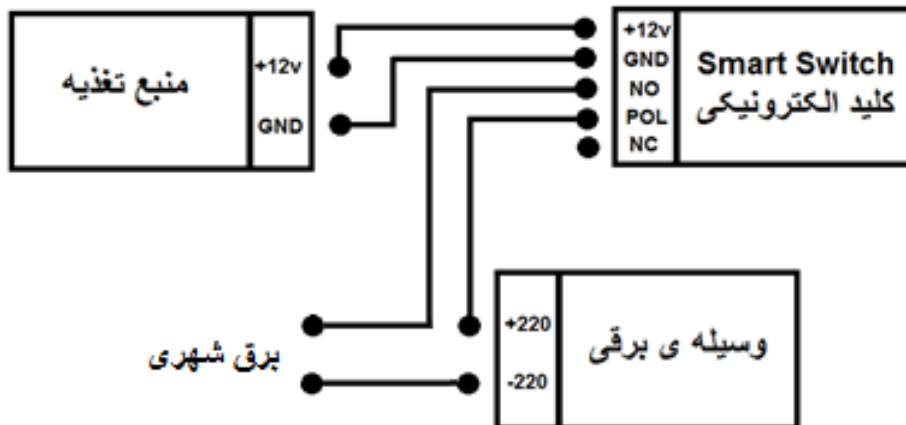 منبع تغذیه
+12v
GND
+12v
GND
NO
POL
NC
Smart Switch
کلید الکترونیکی
برق شهری
+220
-220
وسیله ی برقی